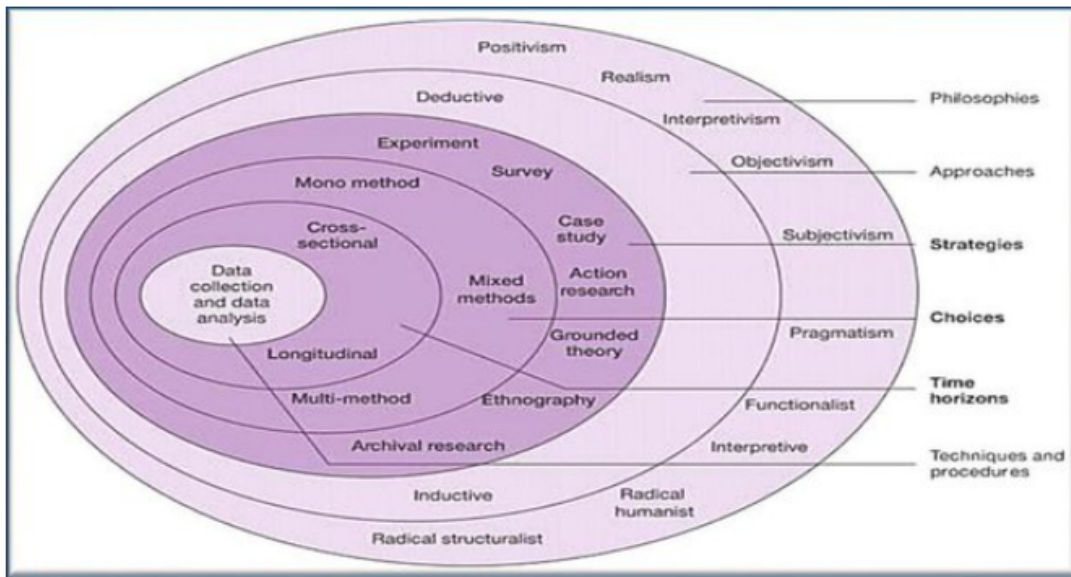 Positivism
Realism
Interpretivism
Objectivism
Subjectivism
Pragmatism
Functionalist
Interpretive
Radical
humanist
Radical structuralist
Deductive
Inductive
Experiment
Survey
Case
study
Action
research
Grounded
theory
Ethnography
Archival research
Mono method
Mixed
methods
Multi-method
Cross-
sectional
Longitudinal
Data
collection
and data
analysis
Philosophies
Approaches
Strategies
Choices
Time
horizons
Techniques and
procedures